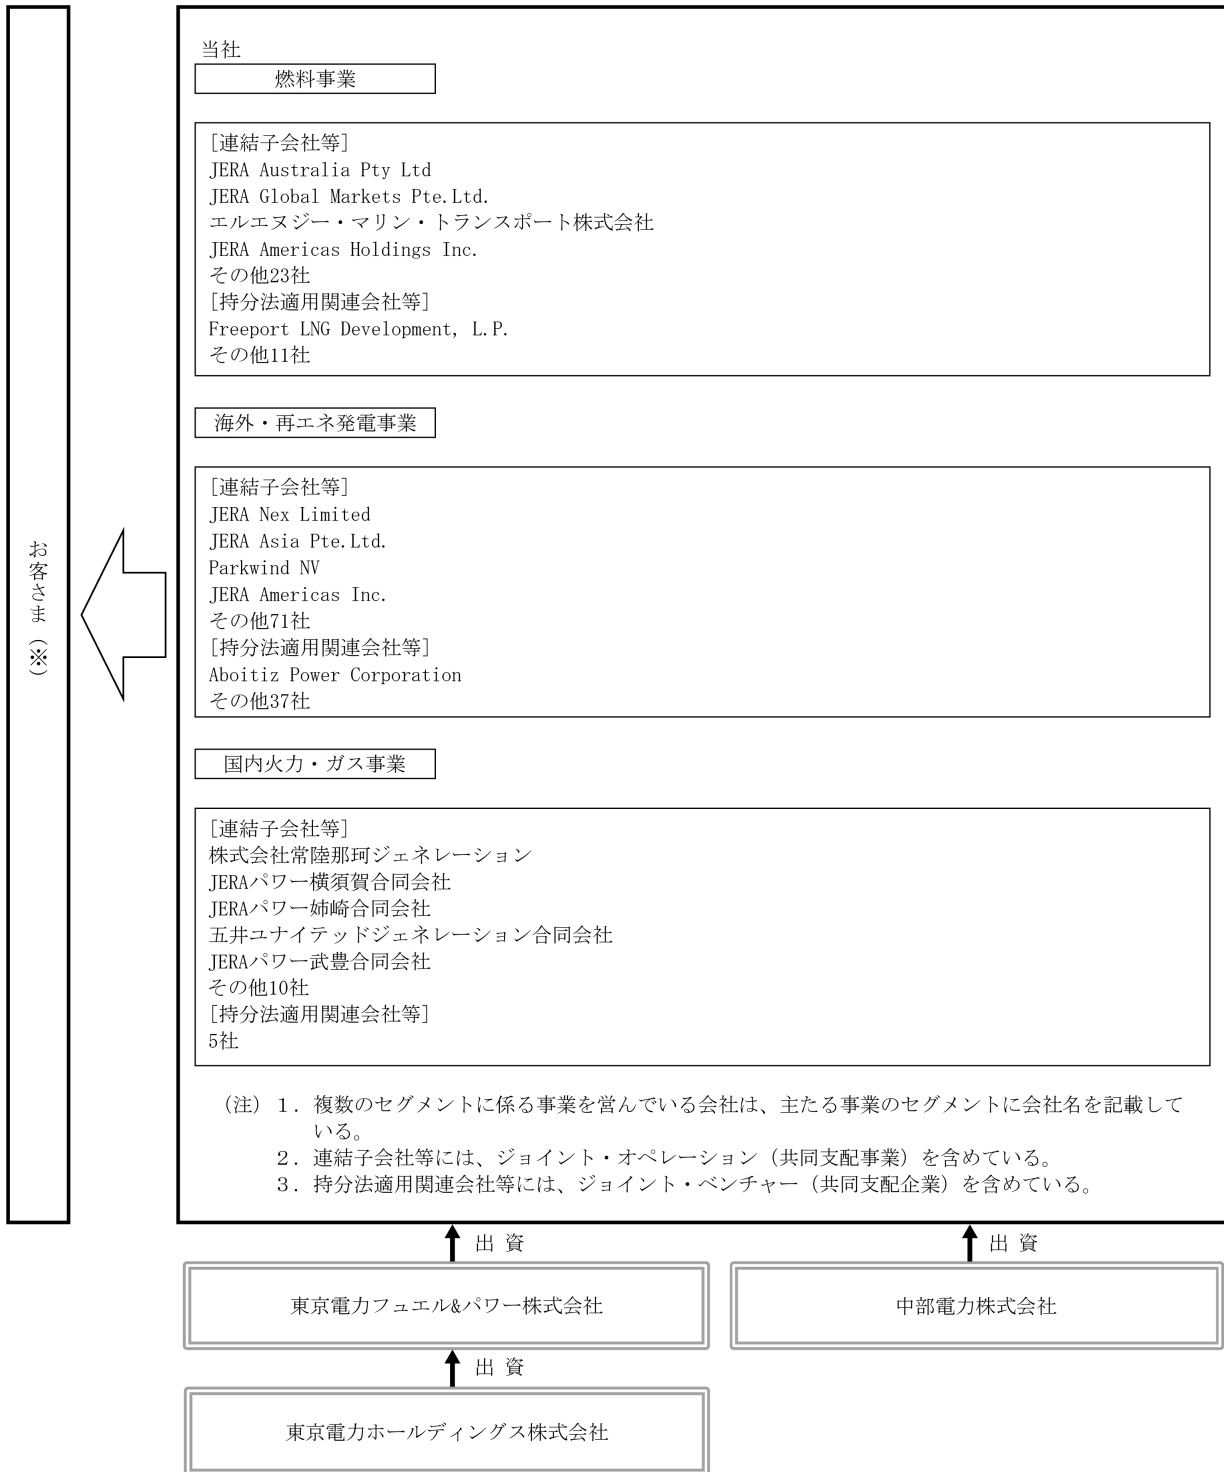 当社
燃料事業
[連結子会社等]
JERA Australia Pty Ltd
JERA Global Markets Pte.Ltd.
エルエヌジー・マリン・トランスポート株式会社
JERA Americas Holdings Inc.
その他23社
[持分法適用関連会社等]
Freeport LNG Development, L.P.
その他11社
海外・再エネ発電事業
[連結子会社等]
JERA Nex Limited
JERA Asia Pte.Ltd.
Parkwind NV
JERA Americas Inc.
その他71社
[持分法適用関連会社等]
Aboitiz Power Corporation
その他37社
国内火力・ガス事業
[連結子会社等]
株式会社常陸那珂ジェネレーション
JERAパワー横須賀合同会社
JERAパワー姉崎合同会社
五井ユナイテッドジェネレーション合同会社
JERAパワー武豊合同会社
その他10社
[持分法適用関連会社等]
5社
(注) 1. 複数のセグメントに係る事業を営んでいる会社は、主たる事業のセグメントに会社名を記載して
いる。
2. 連結子会社等には、ジョイント・オペレーション(共同支配事業)を含めている。
3. 持分法適用関連会社等には、ジョイント・ベンチャー(共同支配企業)を含めている。
お客さま(※)
出 資
出 資
東京電力フュエル&パワー株式会社
中部電力株式会社
出 資
東京電力ホールディングス株式会社